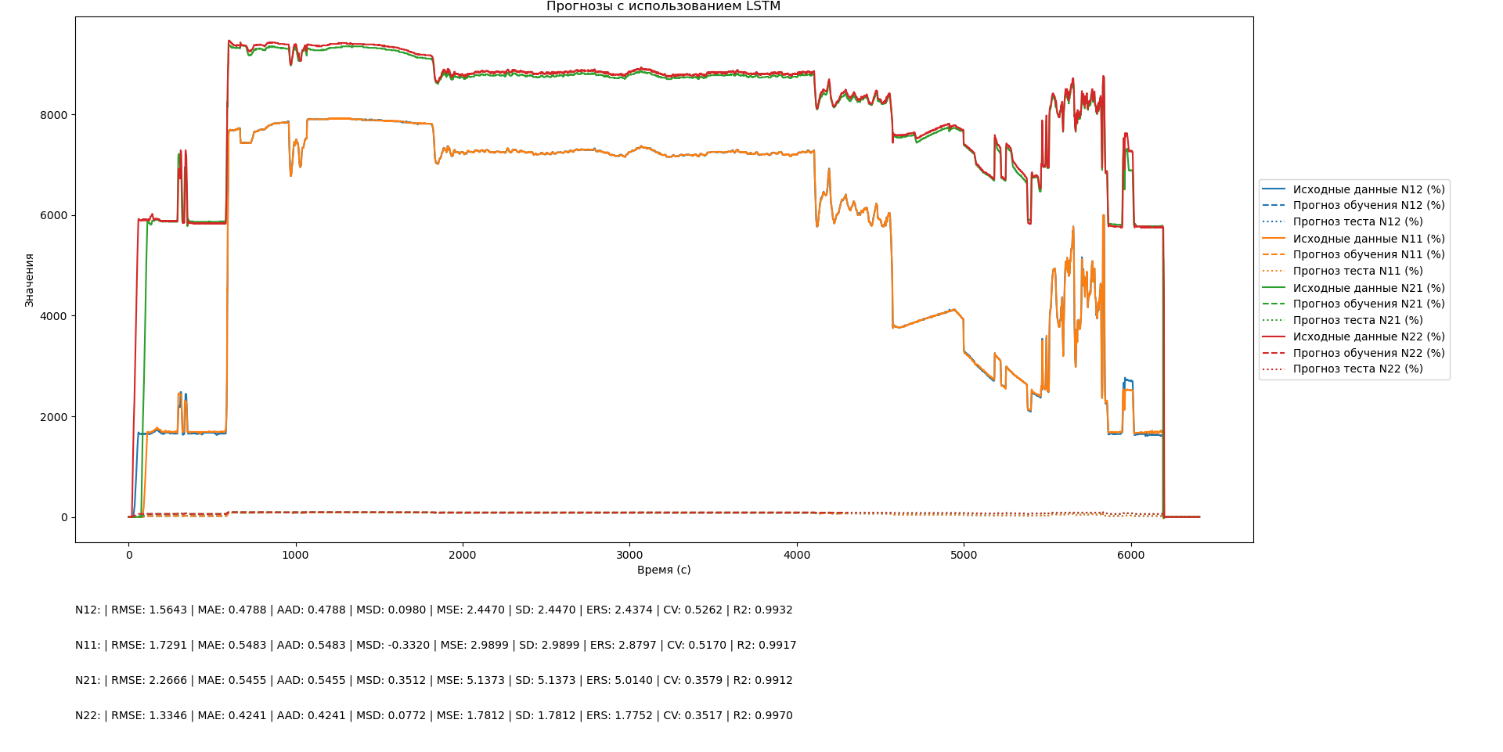 Прогнозы с использованием LSTM
Значения
8000
6000
4000
2000
0
0 1000 2000 3000 4000 5000 6000
Время (с)
Исходные данные N12 (%)
Прогноз обучения N12 (%)
Прогноз теста N12 (%)
Исходные данные N11 (%)
Прогноз обучения N11 (%)
Прогноз теста N11 (%)
Исходные данные N21 (%)
Прогноз обучения N21 (%)
Прогноз теста N21 (%)
Исходные данные N22 (%)
Прогноз обучения N22 (%)
Прогноз теста N22 (%)
N12: | RMSE: 1.5643 | MAE: 0.4788 | AAD: 0.4788 | MSD: 0.0980 | MSE: 2.4470 | SD: 2.4470 | ERS: 2.4374 | CV: 0.5262 | R2: 0.9932
N11: | RMSE: 1.7291 | MAE: 0.5483 | AAD: 0.5483 | MSD: -0.3320 | MSE: 2.9899 | SD: 2.9899 | ERS: 2.8797 | CV: 0.5170 | R2: 0.9917
N21: | RMSE: 2.2666 | MAE: 0.5455 | AAD: 0.5455 | MSD: 0.3512 | MSE: 5.1373 | SD: 5.1373 | ERS: 5.0140 | CV: 0.3579 | R2: 0.9912
N22: | RMSE: 1.3346 | MAE: 0.4241 | AAD: 0.4241 | MSD: 0.0772 | MSE: 1.7812 | SD: 1.7812 | ERS: 1.7752 | CV: 0.3517 | R2: 0.9970